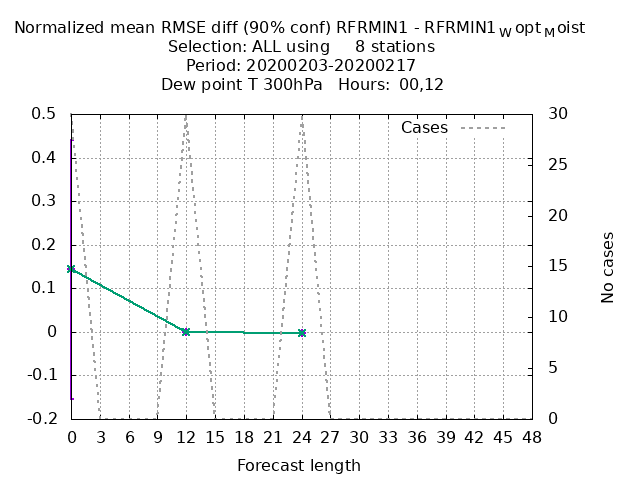 Normalized mean RMSE diff (90% conf) RFRMIN1 - RFRMIN1WoptMoist
Selection: ALL using 8 stations
Period: 20200203-20200217
Dew point T 300hPa Hours: 00,12
Cases
0.5
0.4
0.3
0.2
0.1
0
-0.1
-0.2
30
25
20
15
10
5
0
No cases
0 3 6 9 12 15 18 21 24 27 30 33 36 39 42 45 48
Forecast length